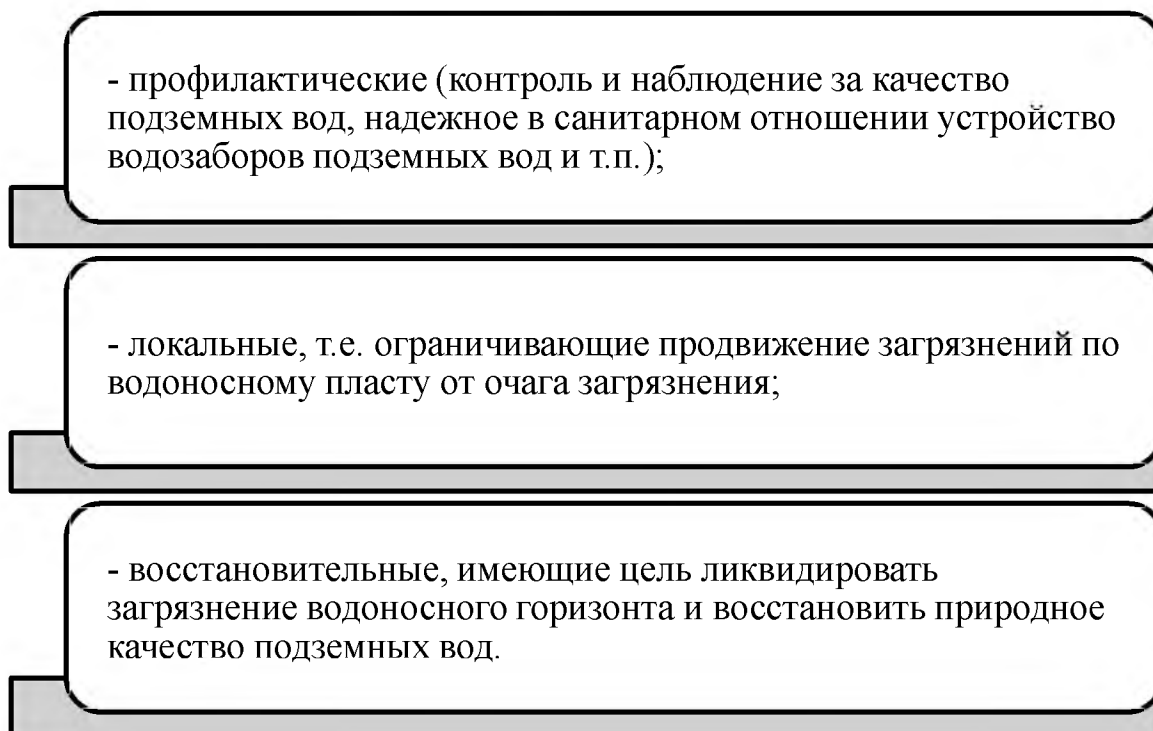 - профилактические (контроль и наблюдение за качество
подземных вод, надежное в санитарном отношении устройство
водозаборов подземных вод и т.п.);
- локальные, т.е. ограничивающие продвижение загрязнений по
водоносному пласту от очага загрязнения;
- восстановительные, имеющие цель ликвидировать
загрязнение водоносного горизонта и восстановить природное
качество подземных вод.